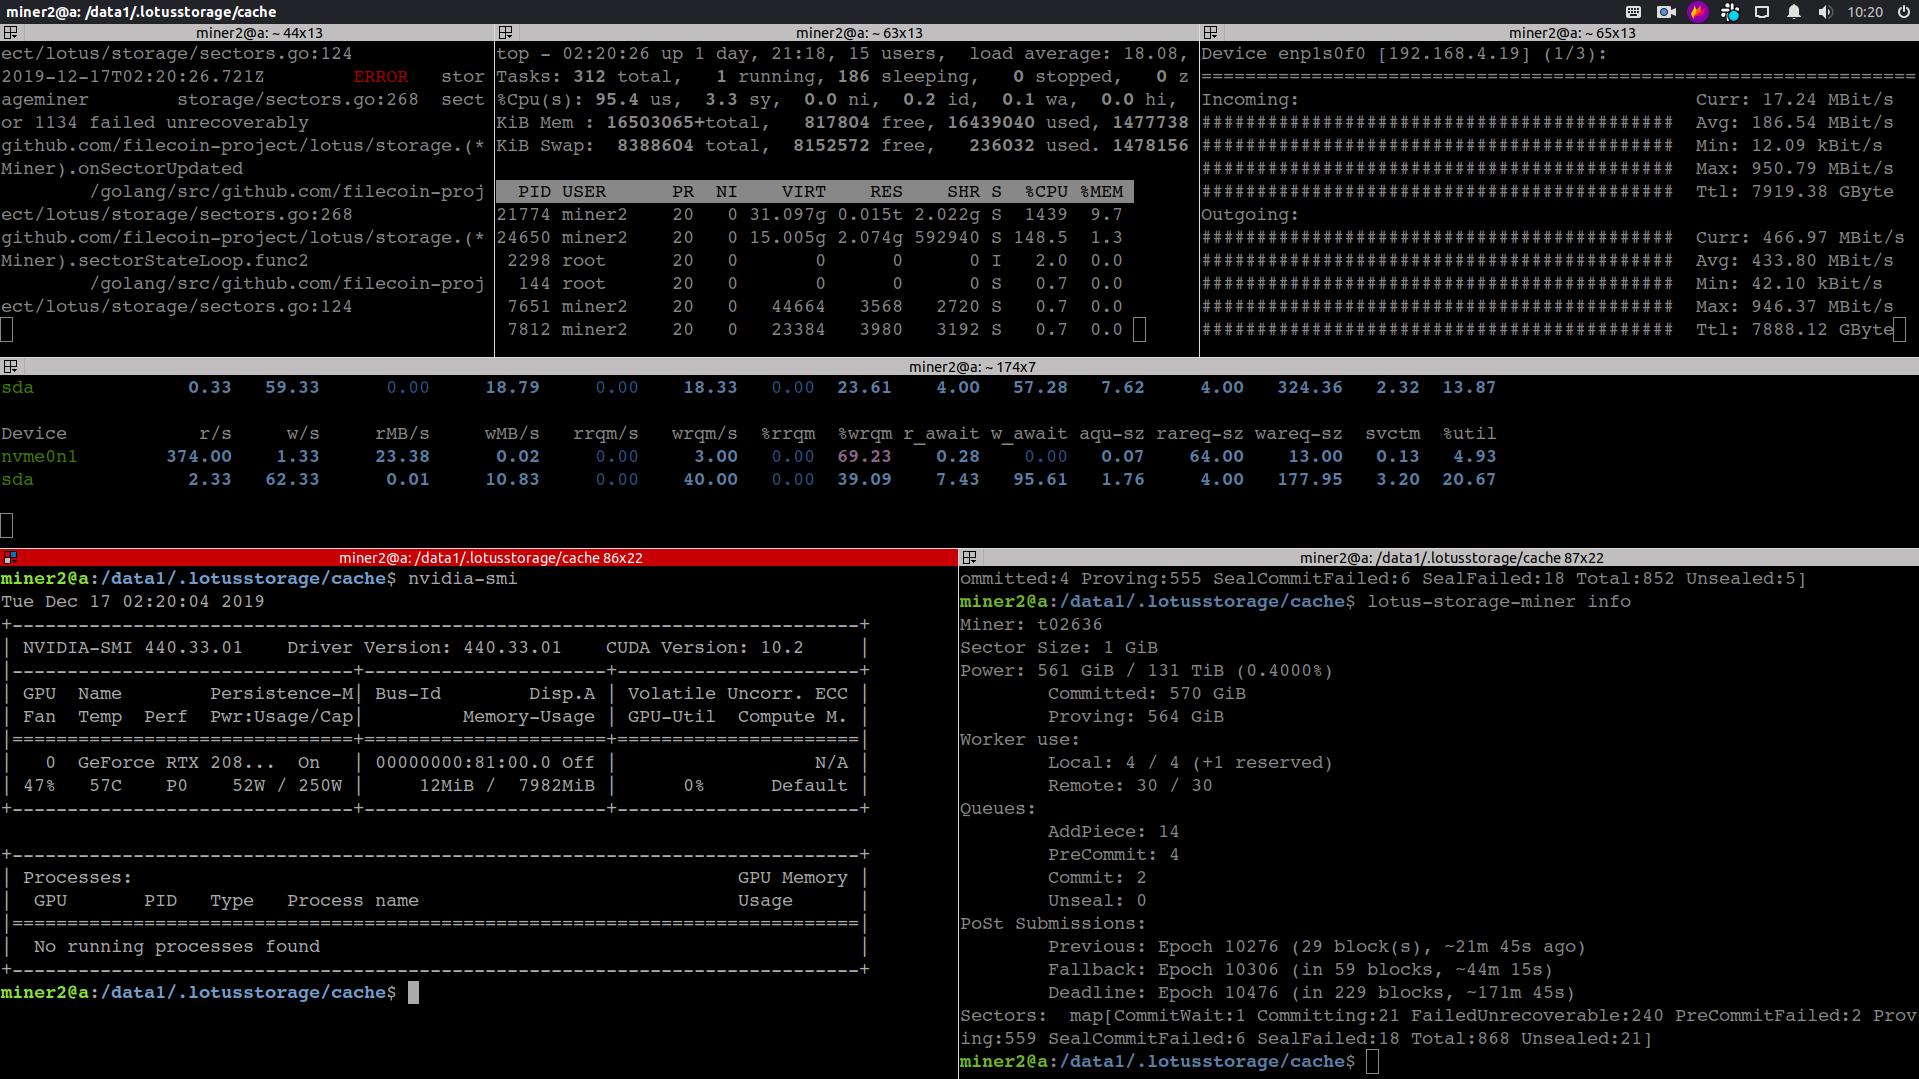 miner2@a: /data1/.lotusstorage/cache
10:20
miner2@a: ~ 44x13
ect/lotus/storage/sectors.go:124
2019-12-17T02:20:26.721Z        ERROR   stor
ageminer        storage/sectors.go:268  sect
or 1134 failed unrecoverably
github.com/filecoin-project/lotus/storage.(*
Miner).onSectorUpdated
        /golang/src/github.com/filecoin-proj
ect/lotus/storage/sectors.go:268
github.com/filecoin-project/lotus/storage.(*
Miner).sectorStateLoop.func2
        /golang/src/github.com/filecoin-proj
ect/lotus/storage/sectors.go:124
miner2@a: ~ 63x13
top - 02:20:26 up 1 day, 21:18, 15 users,  load average: 18.08,
Tasks: 312 total,   1 running, 186 sleeping,   0 stopped,   0 z
%Cpu(s): 95.4 us,  3.3 sy,  0.0 ni,  0.2 id,  0.1 wa,  0.0 hi,
KiB Mem : 16503065+total,   817804 free, 16439040 used, 1477738
KiB Swap:  8388604 total,  8152572 free,   236032 used. 1478156
  PID USER      PR  NI    VIRT    RES    SHR S  %CPU %MEM
21774 miner2    20   0 31.097g 0.015t 2.022g S  1439  9.7
24650 miner2    20   0 15.005g 2.074g 592940 S 148.5  1.3
 2298 root      20   0       0      0      0 I   2.0  0.0
  144 root      20   0       0      0      0 S   0.7  0.0
 7651 miner2    20   0   44664   3568   2720 S   0.7  0.0
 7812 miner2    20   0   23384   3980   3192 S   0.7  0.0
miner2@a: ~ 65x13
Device enp1s0f0 [192.168.4.19] (1/3):
=================================================================
Incoming:                                    Curr: 17.24 MBit/s
###########################################  Avg: 186.54 MBit/s
###########################################  Min: 12.09 kBit/s
###########################################  Max: 950.79 MBit/s
###########################################  Ttl: 7919.38 GByte
Outgoing:
###########################################  Curr: 466.97 MBit/s
###########################################  Avg: 433.80 MBit/s
###########################################  Min: 42.10 kBit/s
###########################################  Max: 946.37 MBit/s
###########################################  Ttl: 7888.12 GByte
miner2@a: ~ 174x7
sda              0.33   59.33      0.00     18.79     0.00    18.33   0.00  23.61    4.00   57.28   7.62     4.00   324.36   2.32  13.87
Device            r/s     w/s     rMB/s     wMB/s   rrqm/s   wrqm/s  %rrqm  %wrqm r_await w_await aqu-sz rareq-sz wareq-sz  svctm  %util
nvme0n1        374.00    1.33     23.38      0.02     0.00     3.00   0.00  69.23    0.28    0.00   0.07    64.00    13.00   0.13   4.93
sda              2.33   62.33      0.01     10.83     0.00    40.00   0.00  39.09    7.43   95.61   1.76     4.00   177.95   3.20  20.67
miner2@a: /data1/.lotusstorage/cache 86x22
miner2@a:/data1/.lotusstorage/cache$ nvidia-smi
Tue Dec 17 02:20:04 2019
+-----------------------------------------------------------------------------+
| NVIDIA-SMI 440.33.01    Driver Version: 440.33.01    CUDA Version: 10.2     |
|-------------------------------+----------------------+----------------------+
| GPU  Name        Persistence-M| Bus-Id        Disp.A | Volatile Uncorr. ECC |
| Fan  Temp  Perf  Pwr:Usage/Cap|         Memory-Usage | GPU-Util  Compute M. |
|===============================+======================+======================|
|   0  GeForce RTX 208...  On   | 00000000:81:00.0 Off |                  N/A |
| 47%   57C    P0    52W / 250W |     12MiB /  7982MiB |      0%      Default |
+-------------------------------+----------------------+----------------------+
+-----------------------------------------------------------------------------+
| Processes:                                                       GPU Memory |
|  GPU       PID   Type   Process name                             Usage      |
|=============================================================================|
|  No running processes found                                                 |
+-----------------------------------------------------------------------------+
miner2@a:/data1/.lotusstorage/cache$
miner2@a: /data1/.lotusstorage/cache 87x22
ommitted:4 Proving:555 SealCommitFailed:6 SealFailed:18 Total:852 Unsealed:5]
miner2@a:/data1/.lotusstorage/cache$ lotus-storage-miner info
Miner: t02636
Sector Size: 1 GiB
Power: 561 GiB / 131 TiB (0.4000%)
        Committed: 570 GiB
        Proving: 564 GiB
Worker use:
        Local: 4 / 4 (+1 reserved)
        Remote: 30 / 30
Queues:
        AddPiece: 14
        PreCommit: 4
        Commit: 2
        Unseal: 0
PoSt Submissions:
        Previous: Epoch 10276 (29 block(s), ~21m 45s ago)
        Fallback: Epoch 10306 (in 59 blocks, ~44m 15s)
        Deadline: Epoch 10476 (in 229 blocks, ~171m 45s)
Sectors:  map[CommitWait:1 Committing:21 FailedUnrecoverable:240 PreCommitFailed:2 Prov
ing:559 SealCommitFailed:6 SealFailed:18 Total:868 Unsealed:21]
miner2@a:/data1/.lotusstorage/cache$